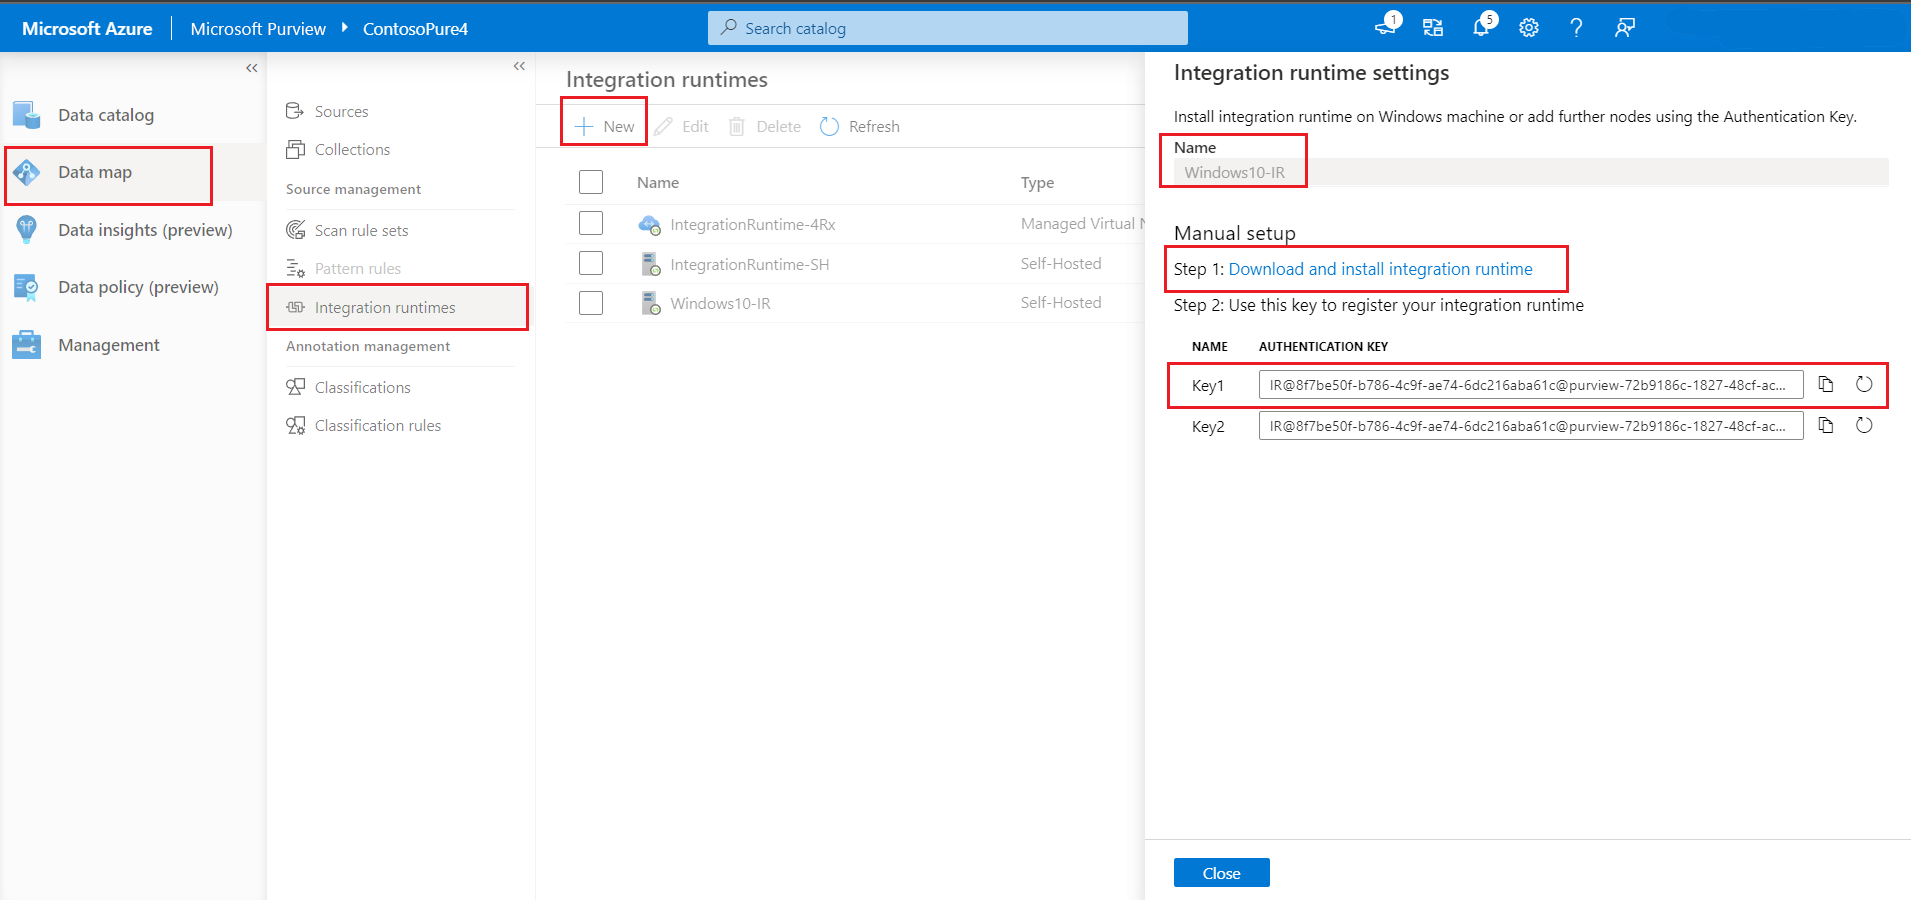 Microsoft Azure
Microsoft Purview
ContosoPure4
Search catalog
1
5
Data catalog
Data map
Data insights (preview)
Data policy (preview)
Management
Sources
Collections
Source management
Scan rule sets
Pattern rules
Integration runtimes
Annotation management
Classifications
Classification rules
Integration runtimes
New Edit Delete Refresh
Name Type
IntegrationRuntime-4Rx Managed Virtual
IntegrationRuntime-SH Self-Hosted
Windows10-IR Self-Hosted
Integration runtime settings
Install integration runtime on Windows machine or add further nodes using the Authentication Key.
Name
Windows10-IR
Manual setup
Step 1: Download and install integration runtime
Step 2: Use this key to register your integration runtime
NAME AUTHENTICATION KEY
Key1 IR@8f7be50f-b786-4c9f-ae74-6dc216aba61c@purview-72b9186c-1827-48cf-ac...
Key2 IR@8f7be50f-b786-4c9f-ae74-6dc216aba61c@purview-72b9186c-1827-48cf-ac...
Close